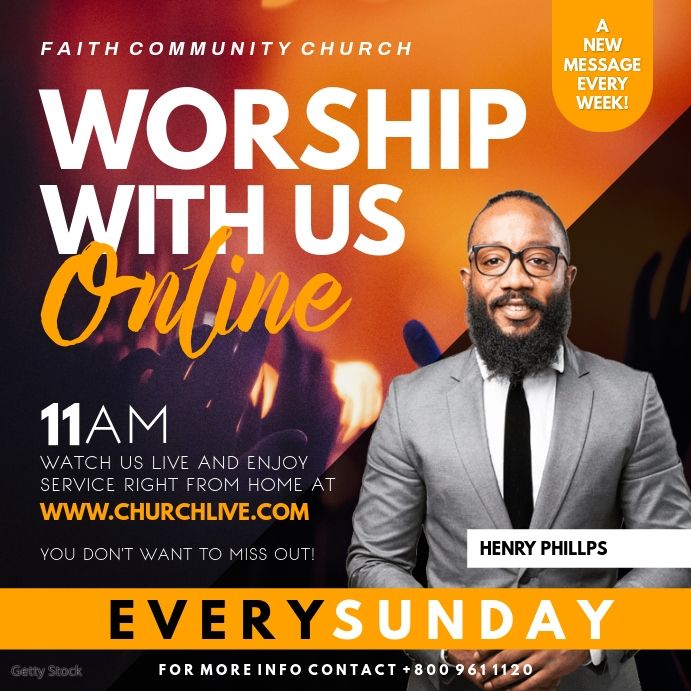 FAITH COMMUNITY CHURCH
A
NEW
MESSAGE
EVERY
WEEK!
WORSHIP
WITH US
Online
11AM
WATCH US LIVE AND ENJOY
SERVICE RIGHT FROM HOME AT
WWW.CHURCHLIVE.COM
YOU DON'T WANT TO MISS OUT!
HENRY PHILLPS
EVERYSUNDAY
FOR MORE INFO CONTACT +800 961 1120
Getty Stock